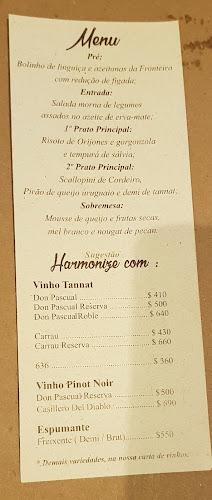 Menu
Pré;
Bolinho de linguiça e azeitonas da Fronteira
com redução de figada;
Entrada:
Salada morna de legumes
assados no azeite de erva-mate;
1º Prato Principal:
Risoto de Orijones e gorgonzola
e tempurá de sálvia;
2º Prato Principal:
Scallopini de Cordeiro,
Pirão de queijo uruguaio e demi de tannat;
Sobremesa:
Mousse de queijo e frutas secas,
mel branco e nougat de pecan.
Sugestão
Harmonize com :
Vinho Tannat
Don Pascual ........................ $ 410
Don Pascual Reserva ............ $ 500
Don PascualRoble ................ $ 640
Carrau ............................. $ 430
Carrau Reserva .................. $ 660
636 ................................. $ 360
Vinho Pinot Noir
Don Pascual Reserva ............ $500
Casillero Del Diablo ............. $ 690
Espumante
Freixenet ( Demi / Brut)............ $550
* Demais variedades, na nossa carta de vinhos.